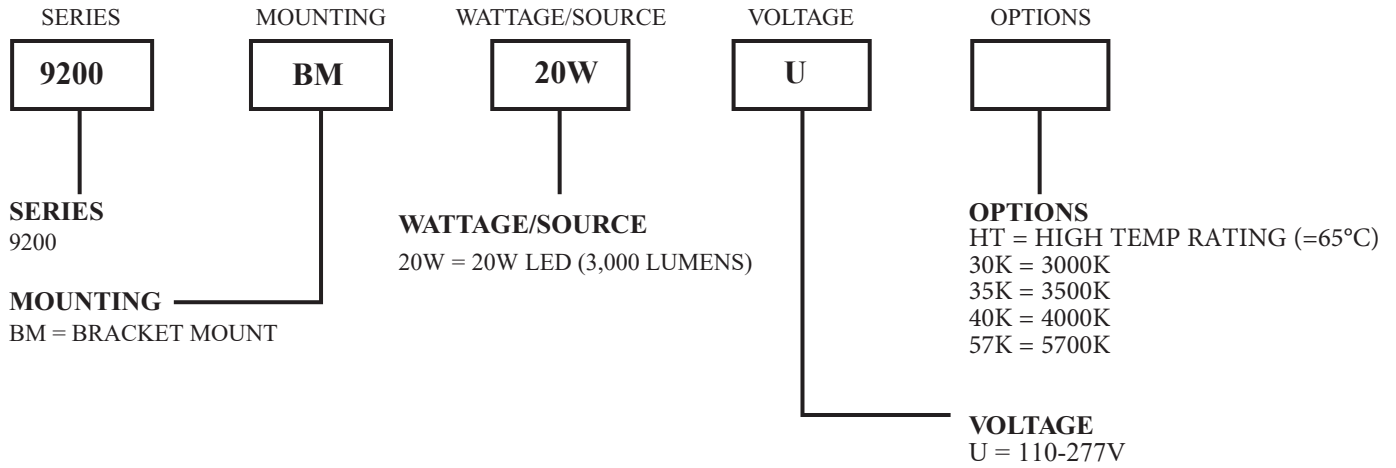 SERIES MOUNTING WATTAGE/SOURCE VOLTAGE OPTIONS
9200 BM 20W U
SERIES
9200
MOUNTING
BM = BRACKET MOUNT
WATTAGE/SOURCE
20W = 20W LED (3,000 LUMENS)
OPTIONS
HT = HIGH TEMP RATING (=65°C)
30K = 3000K
35K = 3500K
40K = 4000K
57K = 5700K
VOLTAGE
U = 110-277V